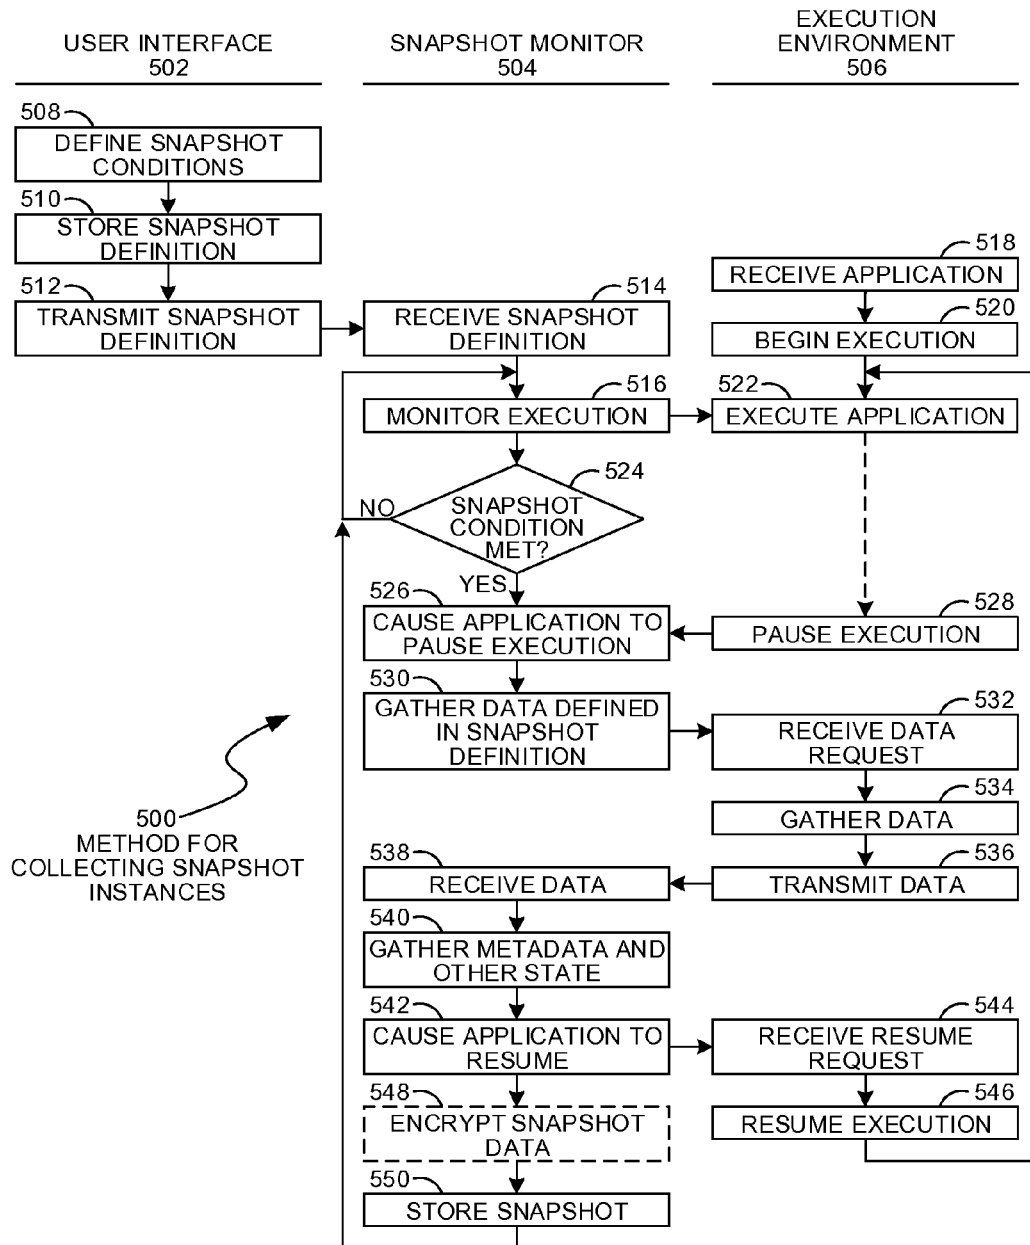 USER INTERFACE
502
SNAPSHOT MONITOR
504
EXECUTION
ENVIRONMENT
506
508
DEFINE SNAPSHOT
CONDITIONS
510
STORE SNAPSHOT
DEFINITION
512
TRANSMIT SNAPSHOT
DEFINITION
514
RECEIVE SNAPSHOT
DEFINITION
518
RECEIVE APPLICATION
520
BEGIN EXECUTION
516
MONITOR EXECUTION
522
EXECUTE APPLICATION
524
SNAPSHOT
CONDITION
MET?
NO
YES
526
CAUSE APPLICATION TO
PAUSE EXECUTION
528
PAUSE EXECUTION
530
GATHER DATA DEFINED
IN SNAPSHOT
DEFINITION
532
RECEIVE DATA
REQUEST
534
GATHER DATA
536
TRANSMIT DATA
538
RECEIVE DATA
500
METHOD FOR
COLLECTING SNAPSHOT
INSTANCES
540
GATHER METADATA AND
OTHER STATE
542
CAUSE APPLICATION TO
RESUME
544
RECEIVE RESUME
REQUEST
546
RESUME EXECUTION
548
ENCRYPT SNAPSHOT
DATA
550
STORE SNAPSHOT